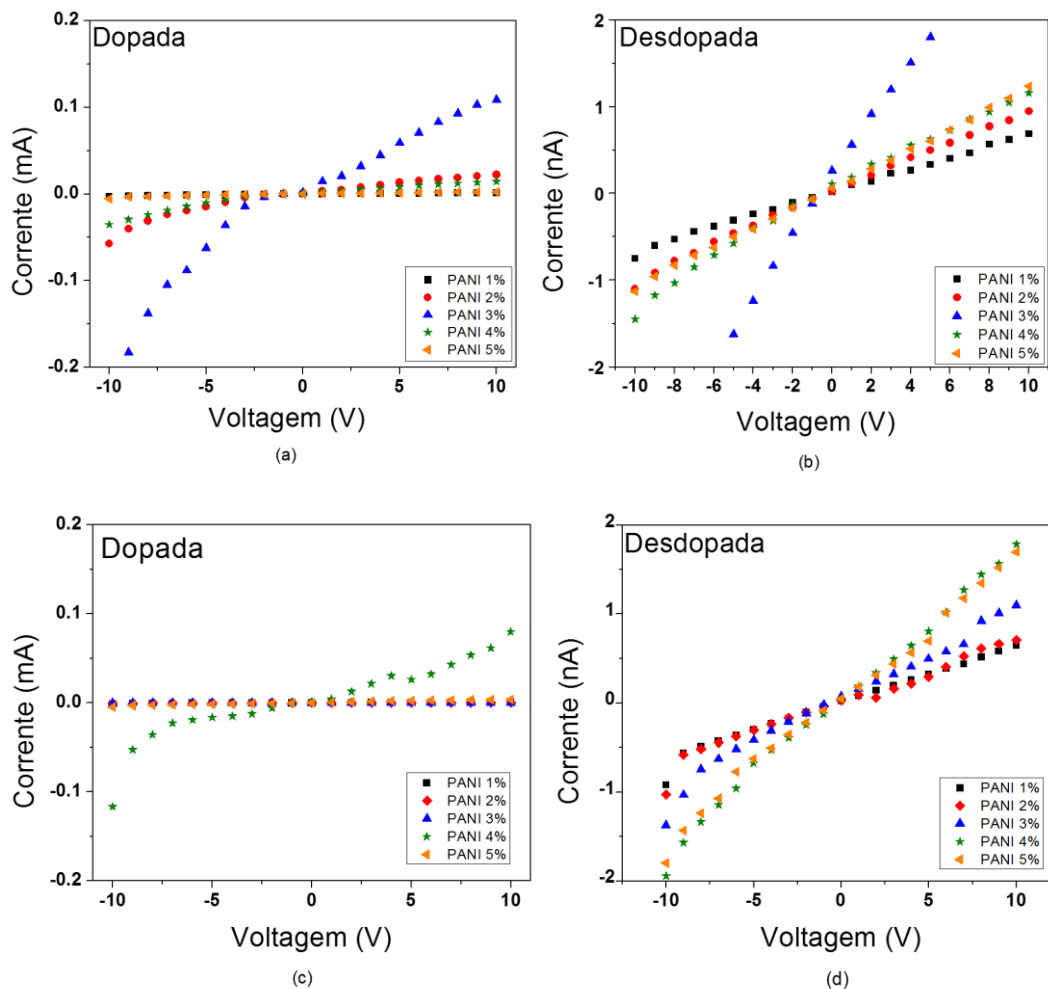 Dopada
Corrente (mA)
0.2
0.1
0.0
-0.1
-0.2
-10
-5
0
5
10
Voltagem (V)
PANI 1%
PANI 2%
PANI 3%
PANI 4%
PANI 5%
(a)
Desdopada
Corrente (nA)
2
1
0
-1
-2
-10 -8 -6 -4 -2 0 2 4 6 8 10
Voltagem (V)
PANI 1%
PANI 2%
PANI 3%
PANI 4%
PANI 5%
(b)
Dopada
Corrente (mA)
0.2
0.1
0.0
-0.1
-0.2
-10
-5
0
5
10
Voltagem (V)
PANI 1%
PANI 2%
PANI 3%
PANI 4%
PANI 5%
(c)
Desdopada
Corrente (nA)
2
1
0
-1
-2
-10
-5
0
5
10
Voltagem (V)
PANI 1%
PANI 2%
PANI 3%
PANI 4%
PANI 5%
(d)